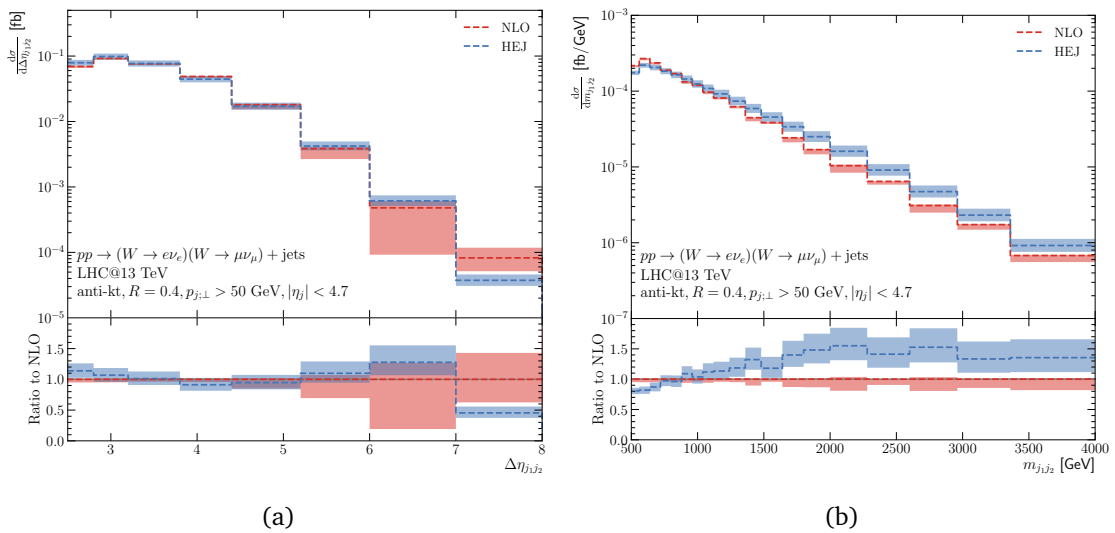 dσ/dΔη_{j₁j₂} [fb]
NLO
HEJ
10⁻¹
10⁻²
10⁻³
10⁻⁴
10⁻⁵
pp → (W → eν_e)(W → μν_μ) + jets
LHC@13 TeV
anti-kt, R = 0.4, p_{j;⊥} > 50 GeV, |η_j| < 4.7
Ratio to NLO
1.5
1.0
0.5
0.0
3 4 5 6 7 8
Δη_{j₁j₂}
(a)
dσ/dm_{j₁j₂} [fb/GeV]
NLO
HEJ
10⁻³
10⁻⁴
10⁻⁵
10⁻⁶
10⁻⁷
pp → (W → eν_e)(W → μν_μ) + jets
LHC@13 TeV
anti-kt, R = 0.4, p_{j;⊥} > 50 GeV, |η_j| < 4.7
Ratio to NLO
1.5
1.0
0.5
0.0
500 1000 1500 2000 2500 3000 3500 4000
m_{j₁j₂} [GeV]
(b)